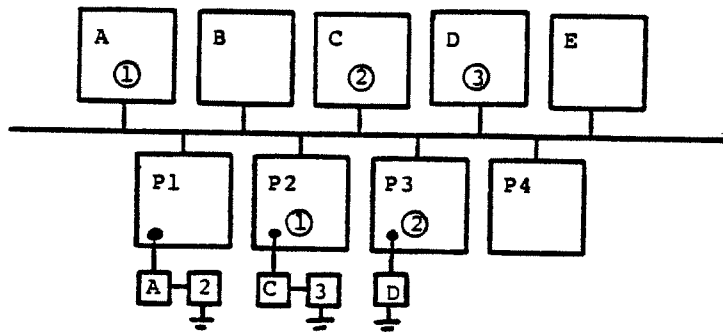 A B C D E
① ② ③
P1 P2 P3 P4
① ②
A 2 C 3 D